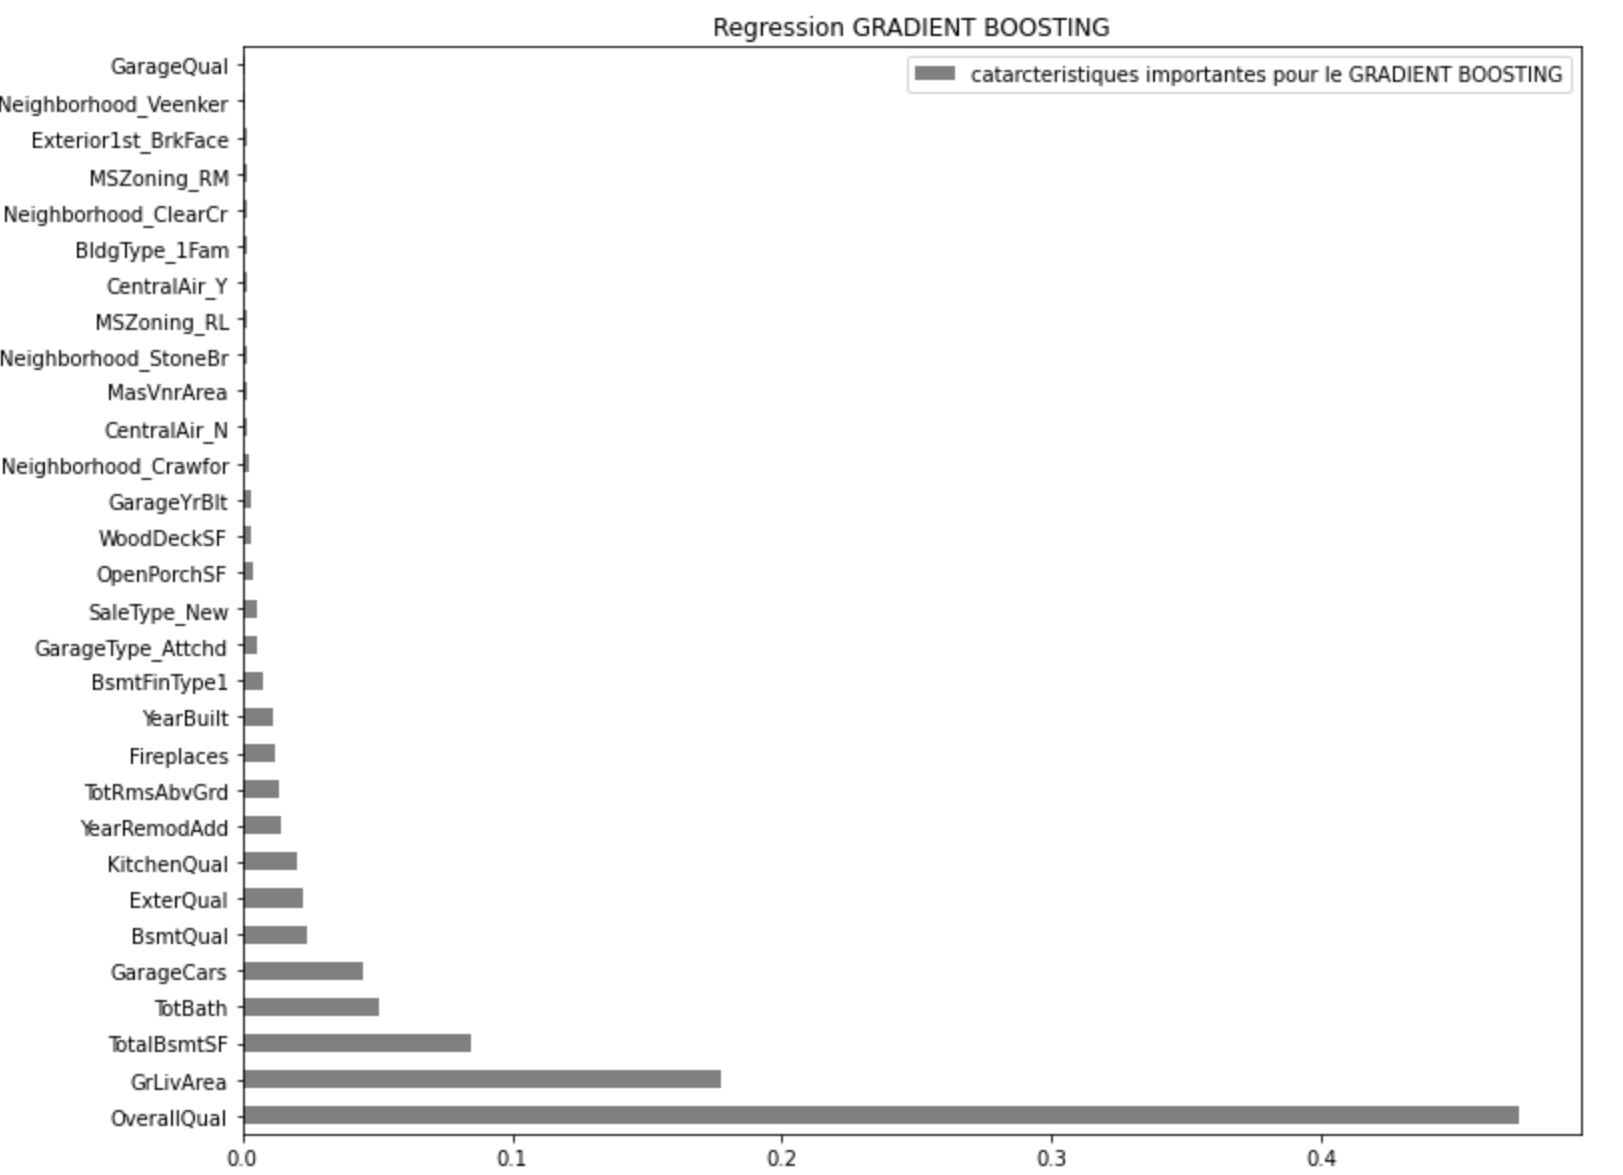 Regression GRADIENT BOOSTING
catarcteristiques importantes pour le GRADIENT BOOSTING
GarageQual
Neighborhood_Veenker
Exterior1st_BrkFace
MSZoning_RM
Neighborhood_ClearCr
BldgType_1Fam
CentralAir_Y
MSZoning_RL
Neighborhood_StoneBr
MasVnrArea
CentralAir_N
Neighborhood_Crawfor
GarageYrBlt
WoodDeckSF
OpenPorchSF
SaleType_New
GarageType_Attchd
BsmtFinType1
YearBuilt
Fireplaces
TotRmsAbvGrd
YearRemodAdd
KitchenQual
ExterQual
BsmtQual
GarageCars
TotBath
TotalBsmtSF
GrLivArea
OverallQual
0.0 0.1 0.2 0.3 0.4